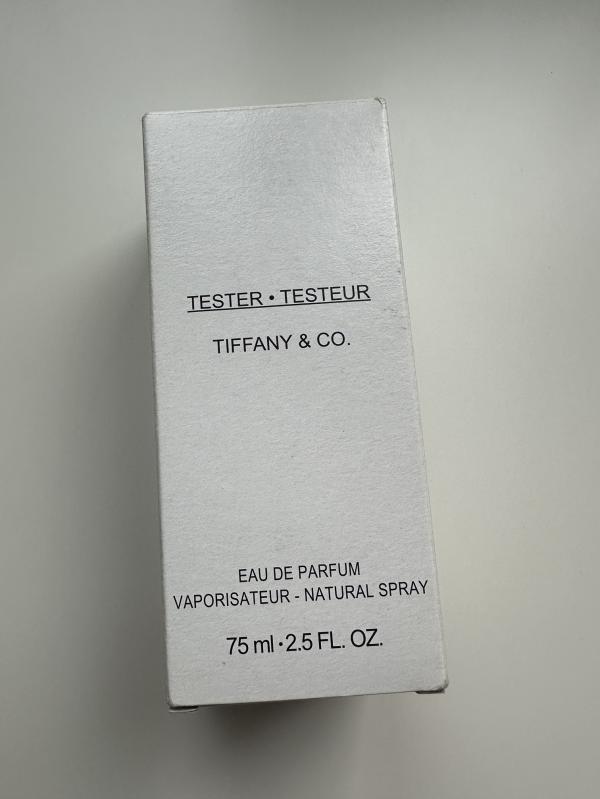 TESTER • TESTEUR
TIFFANY & CO.
EAU DE PARFUM
VAPORISATEUR - NATURAL SPRAY
75 ml • 2.5 FL. OZ.